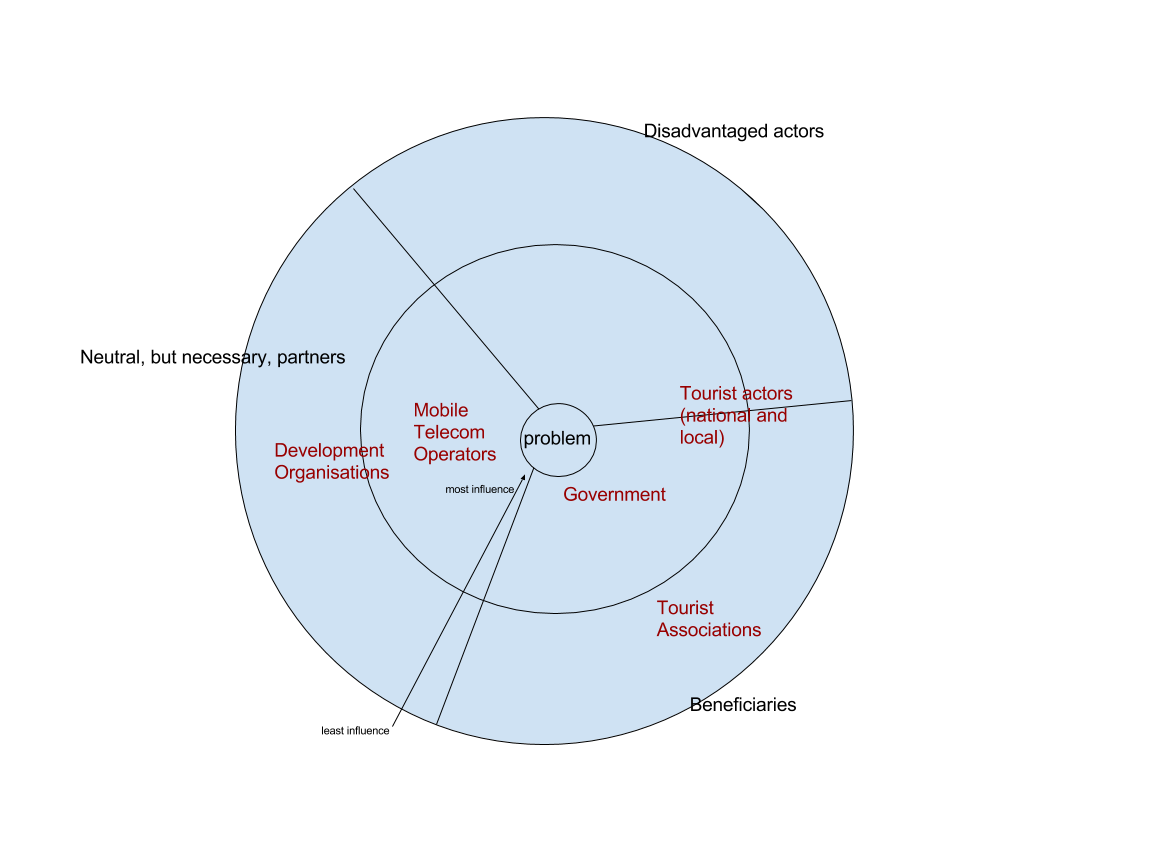 Disadvantaged actors
Neutral, but necessary, partners
Tourist actors
(national and
local)
Mobile
Telecom
Operators
problem
Development
Organisations
most influence
Government
Tourist
Associations
Beneficiaries
least influence